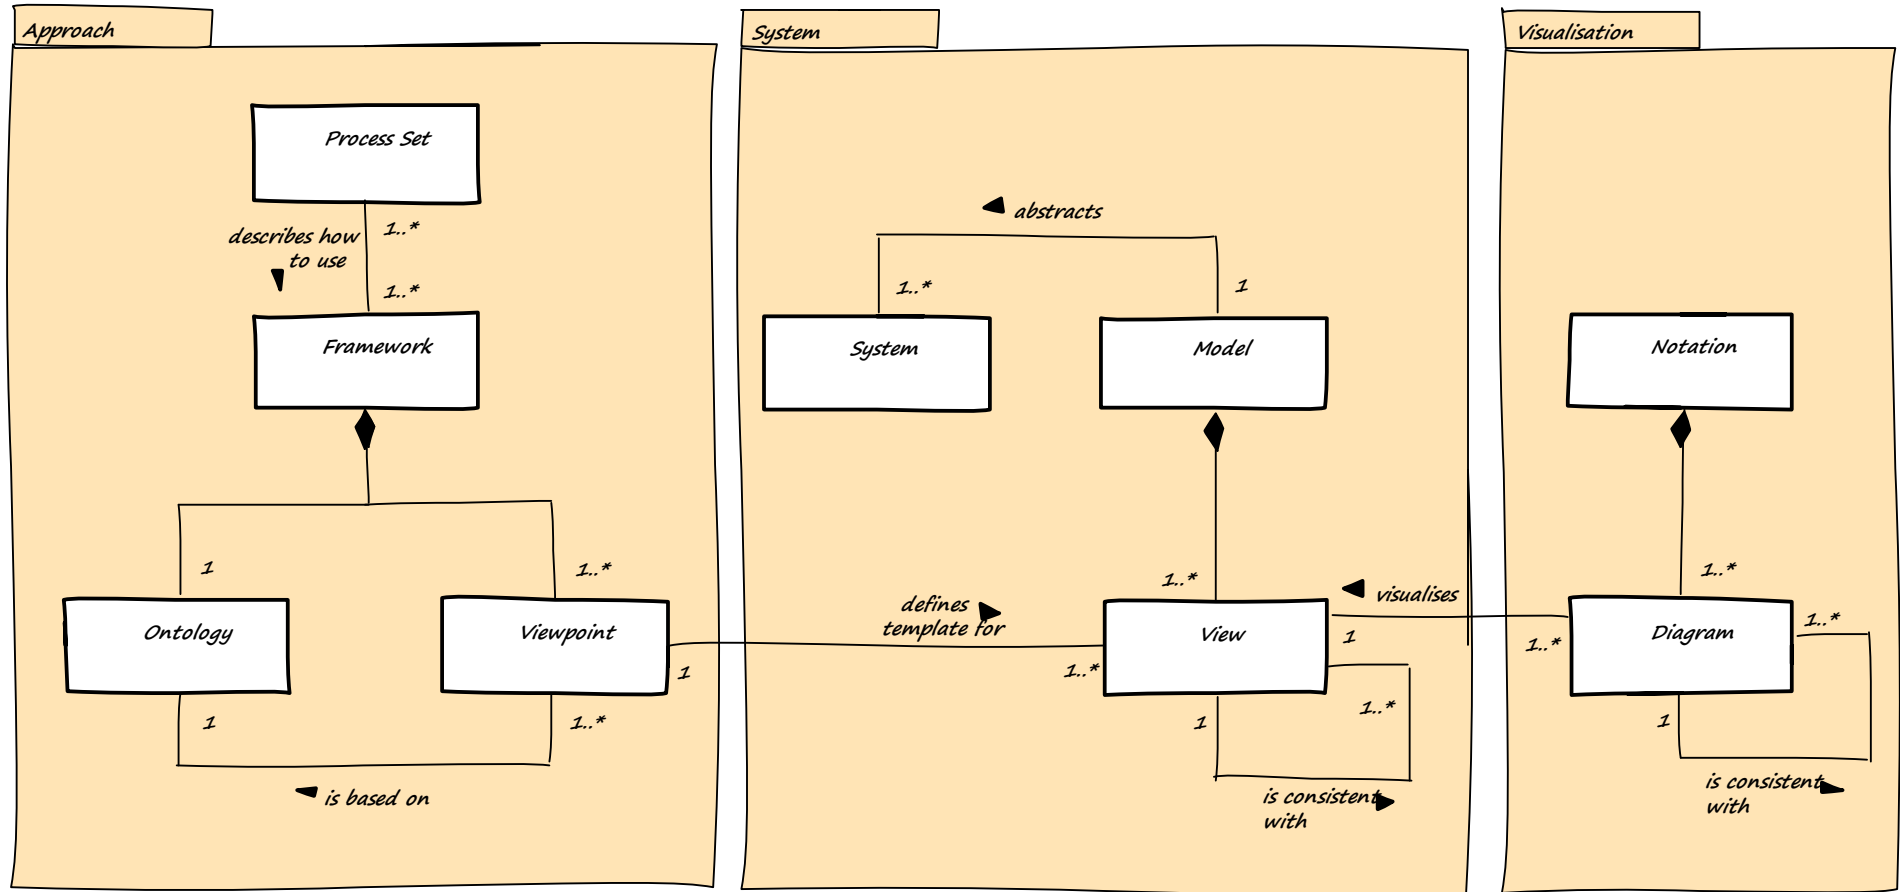 Approach
Process Set
describes how
to use
1..*
1..*
Framework
1
1..*
Ontology
Viewpoint
1
1
1..*
is based on
System
abstracts
1..*
1
System
Model
defines
template for
1..*
1..*
View
visualises
1
1..*
1
1..*
is consistent
with
Visualisation
Notation
1..*
Diagram
1..*
1
is consistent
with